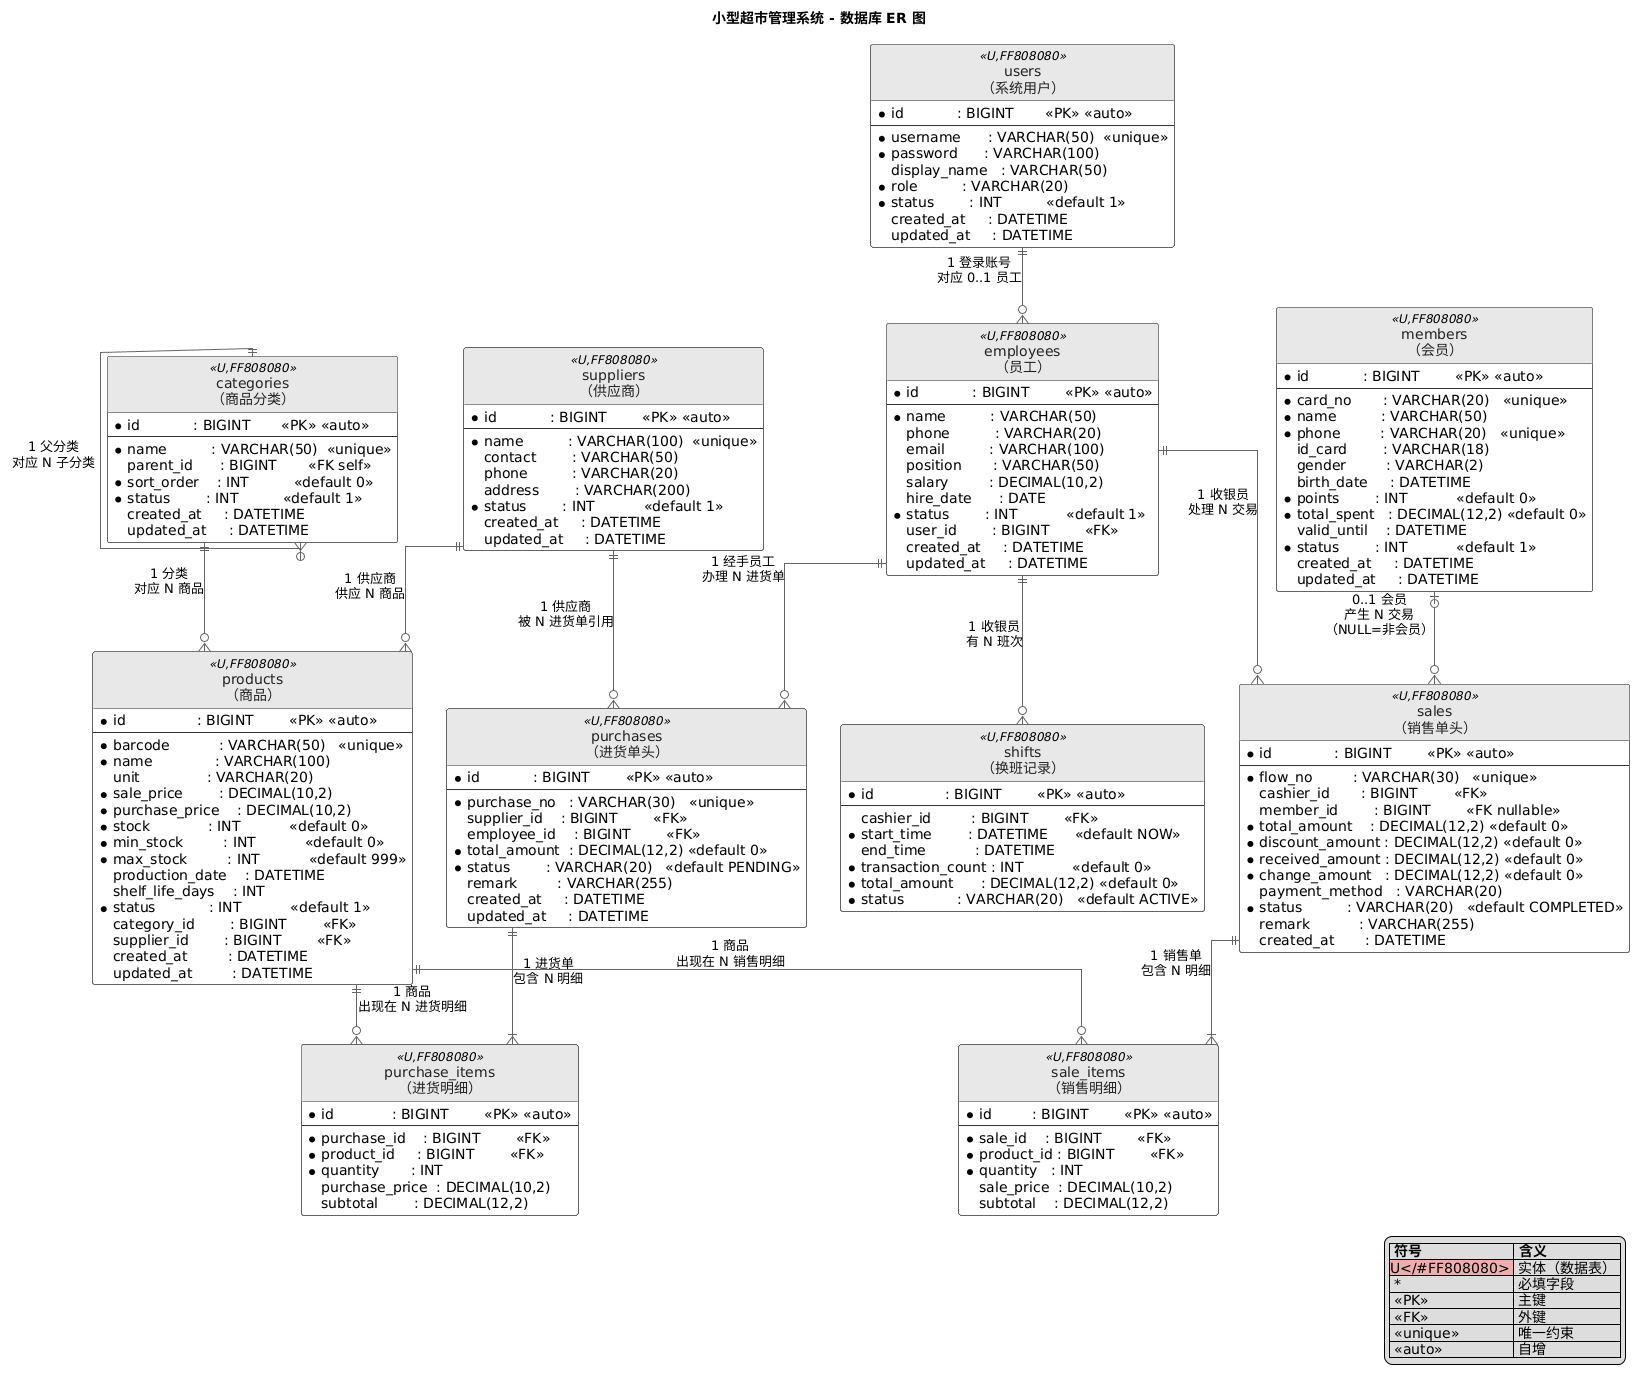 小型超市管理系统 - 数据库 ER 图
«U,FF808080»
users
(系统用户)
* id : BIGINT «PK» «auto»
* username : VARCHAR(50) «unique»
* password : VARCHAR(100)
display_name : VARCHAR(50)
* role : VARCHAR(20)
* status : INT «default 1»
created_at : DATETIME
updated_at : DATETIME
1 登录账号
对应 0..1 员工
«U,FF808080»
categories
(商品分类)
* id : BIGINT «PK» «auto»
* name : VARCHAR(50) «unique»
parent_id : BIGINT «FK self»
* sort_order : INT «default 0»
* status : INT «default 1»
created_at : DATETIME
updated_at : DATETIME
1 父分类
对应 N 子分类
«U,FF808080»
suppliers
(供应商)
* id : BIGINT «PK» «auto»
* name : VARCHAR(100) «unique»
contact : VARCHAR(50)
phone : VARCHAR(20)
address : VARCHAR(200)
* status : INT «default 1»
created_at : DATETIME
updated_at : DATETIME
«U,FF808080»
employees
(员工)
* id : BIGINT «PK» «auto»
* name : VARCHAR(50)
phone : VARCHAR(20)
email : VARCHAR(100)
position : VARCHAR(50)
salary : DECIMAL(10,2)
hire_date : DATE
* status : INT «default 1»
user_id : BIGINT «FK»
created_at : DATETIME
updated_at : DATETIME
«U,FF808080»
members
(会员)
* id : BIGINT «PK» «auto»
* card_no : VARCHAR(20) «unique»
* name : VARCHAR(50)
* phone : VARCHAR(20) «unique»
id_card : VARCHAR(18)
gender : VARCHAR(2)
birth_date : DATETIME
* points : INT «default 0»
* total_spent : DECIMAL(12,2) «default 0»
valid_until : DATETIME
* status : INT «default 1»
created_at : DATETIME
updated_at : DATETIME
1 分类
对应 N 商品
1 供应商
供应 N 商品
1 供应商
被 N 进货单引用
1 经手员工
办理 N 进货单
1 收银员
有 N 班次
1 收银员
处理 N 交易
0..1 会员
产生 N 交易
(NULL=非会员)
«U,FF808080»
products
(商品)
* id : BIGINT «PK» «auto»
* barcode : VARCHAR(50) «unique»
* name : VARCHAR(100)
unit : VARCHAR(20)
* sale_price : DECIMAL(10,2)
* purchase_price : DECIMAL(10,2)
* stock : INT «default 0»
* min_stock : INT «default 0»
* max_stock : INT «default 999»
production_date : DATETIME
shelf_life_days : INT
* status : INT «default 1»
category_id : BIGINT «FK»
supplier_id : BIGINT «FK»
created_at : DATETIME
updated_at : DATETIME
«U,FF808080»
purchases
(进货单头)
* id : BIGINT «PK» «auto»
* purchase_no : VARCHAR(30) «unique»
supplier_id : BIGINT «FK»
employee_id : BIGINT «FK»
* total_amount : DECIMAL(12,2) «default 0»
* status : VARCHAR(20) «default PENDING»
remark : VARCHAR(255)
created_at : DATETIME
updated_at : DATETIME
«U,FF808080»
shifts
(换班记录)
* id : BIGINT «PK» «auto»
cashier_id : BIGINT «FK»
* start_time : DATETIME «default NOW»
end_time : DATETIME
* transaction_count : INT «default 0»
* total_amount : DECIMAL(12,2) «default 0»
* status : VARCHAR(20) «default ACTIVE»
«U,FF808080»
sales
(销售单头)
* id : BIGINT «PK» «auto»
* flow_no : VARCHAR(30) «unique»
cashier_id : BIGINT «FK»
member_id : BIGINT «FK nullable»
* total_amount : DECIMAL(12,2) «default 0»
* discount_amount : DECIMAL(12,2) «default 0»
* received_amount : DECIMAL(12,2) «default 0»
* change_amount : DECIMAL(12,2) «default 0»
payment_method : VARCHAR(20)
* status : VARCHAR(20) «default COMPLETED»
remark : VARCHAR(255)
created_at : DATETIME
1 商品
出现在 N 进货明细
1 进货单
包含 N 明细
1 商品
出现在 N 销售明细
1 销售单
包含 N 明细
«U,FF808080»
purchase_items
(进货明细)
* id : BIGINT «PK» «auto»
* purchase_id : BIGINT «FK»
* product_id : BIGINT «FK»
* quantity : INT
purchase_price : DECIMAL(10,2)
subtotal : DECIMAL(12,2)
«U,FF808080»
sale_items
(销售明细)
* id : BIGINT «PK» «auto»
* sale_id : BIGINT «FK»
* product_id : BIGINT «FK»
* quantity : INT
sale_price : DECIMAL(10,2)
subtotal : DECIMAL(12,2)
符号 含义
U</#FF808080> 实体（数据表）
* 必填字段
«PK» 主键
«FK» 外键
«unique» 唯一约束
«auto» 自增